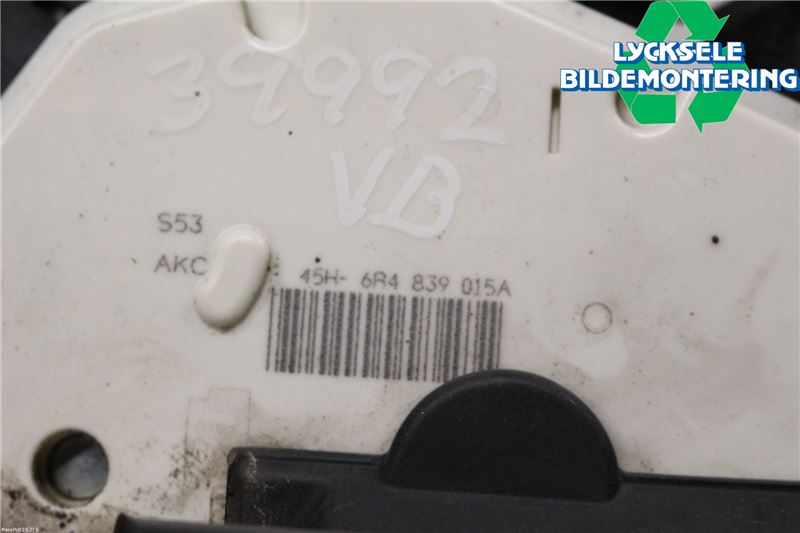 LYCKSELE
BILDEMONTERING
39992
VB
S53
AKC
45H- 6R4 839 015A